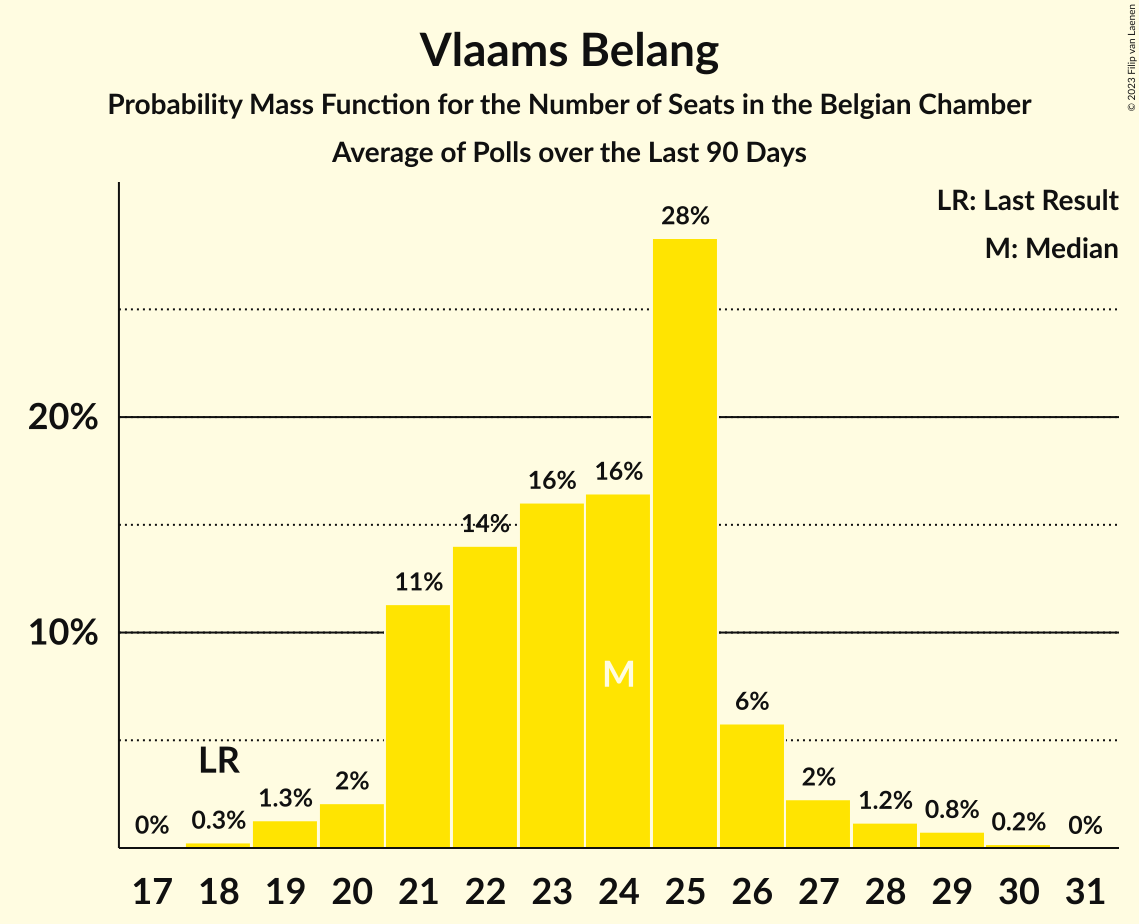 © 2023 Filip van Laenen
Vlaams Belang
Probability Mass Function for the Number of Seats in the Belgian Chamber
Average of Polls over the Last 90 Days
LR: Last Result
M: Median
20%
10%
0%
0.3%
1.3%
2%
11%
14%
16%
16%
28%
6%
2%
1.2%
0.8%
0.2%
0%
LR
M
17 18 19 20 21 22 23 24 25 26 27 28 29 30 31